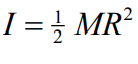 I = ½ MR²